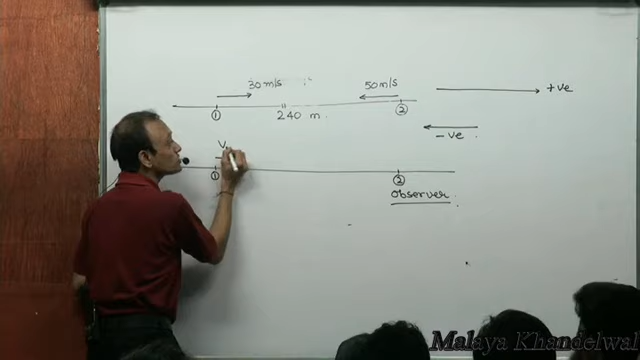 30 m/s
50 m/s
+ve
①
②
240 m.
-ve
V
①
②
Observer.
Malaya Khandelwal